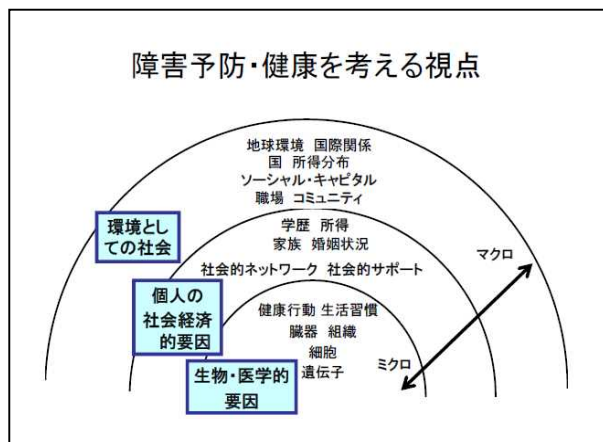 障害予防・健康を考える視点
地球環境 国際関係
国 所得分布
ソーシャル・キャピタル
職場 コミュニティ
環境とし
ての社会
学歴 所得
家族 婚姻状況
社会的ネットワーク 社会的サポート
マクロ
個人の
社会経済
的要因
健康行動 生活習慣
臓器 組織
細胞
遺伝子
ミクロ
生物・医学的
要因